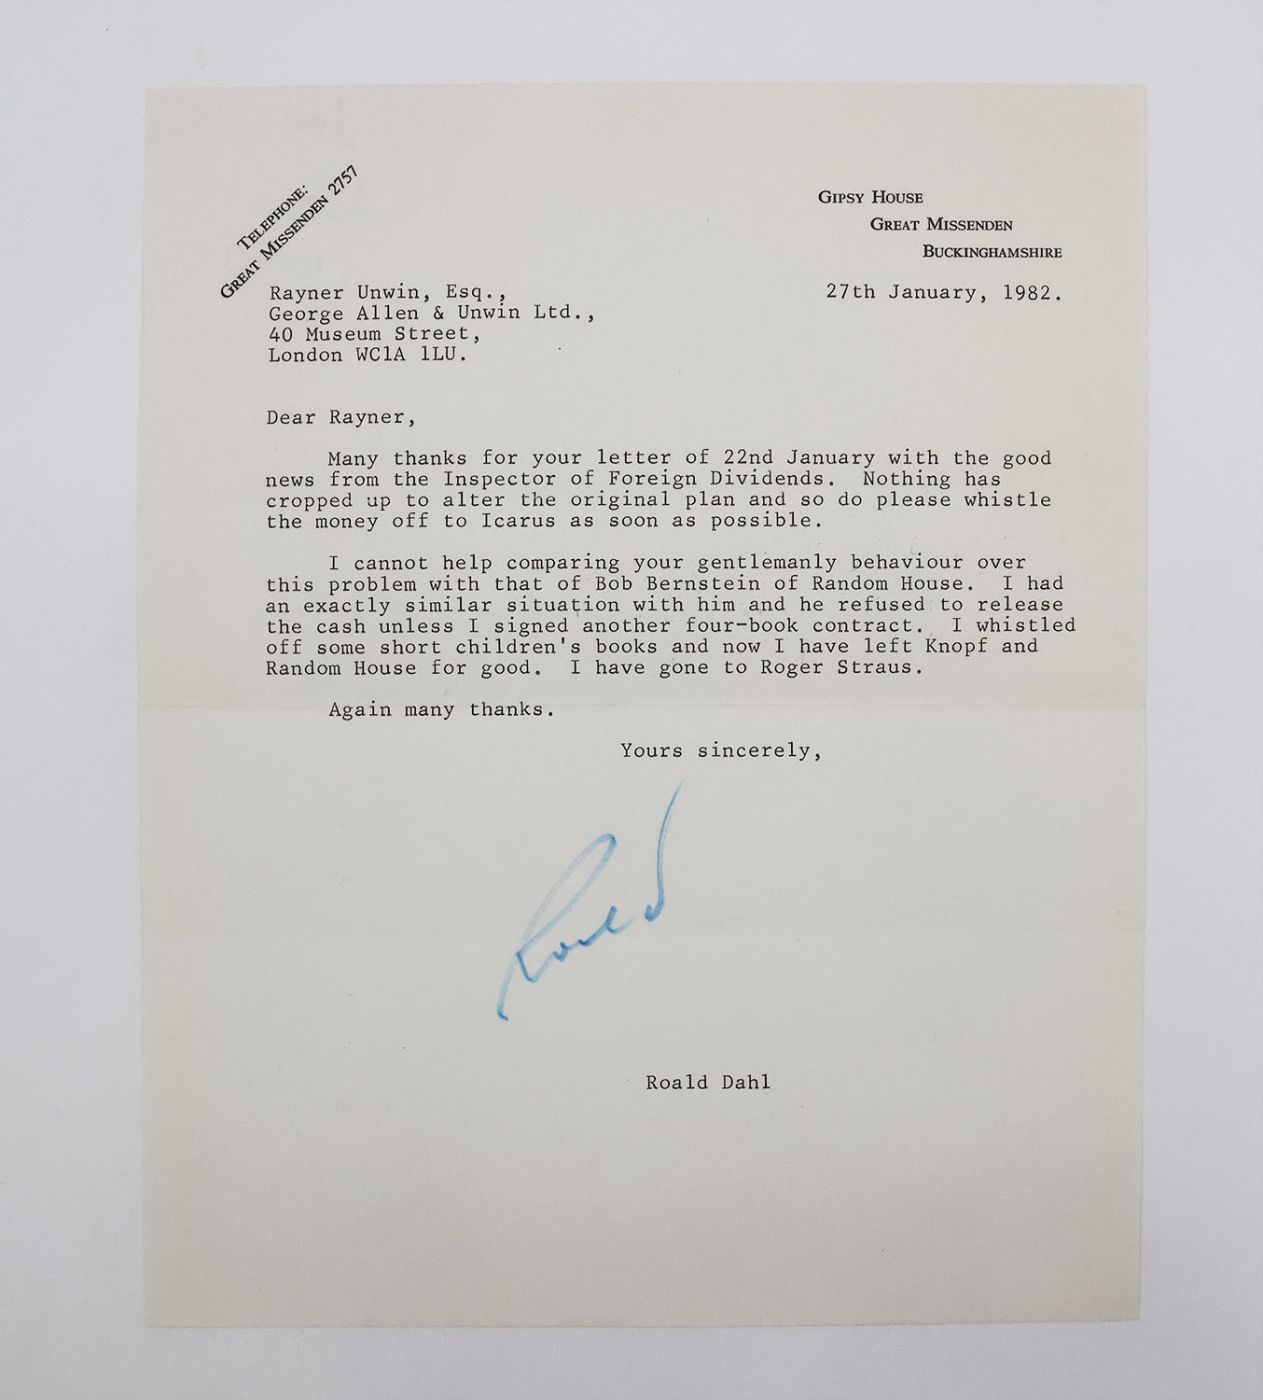 TELEPHONE:
GREAT MISSENDEN 2757
GIPSY HOUSE
GREAT MISSENDEN
BUCKINGHAMSHIRE
27th January, 1982.
Rayner Unwin, Esq.,
George Allen & Unwin Ltd.,
40 Museum Street,
London WC1A 1LU.
Dear Rayner,
Many thanks for your letter of 22nd January with the good
news from the Inspector of Foreign Dividends. Nothing has
cropped up to alter the original plan and so do please whistle
the money off to Icarus as soon as possible.
I cannot help comparing your gentlemanly behaviour over
this problem with that of Bob Bernstein of Random House. I had
an exactly similar situation with him and he refused to release
the cash unless I signed another four-book contract. I whistled
off some short children's books and now I have left Knopf and
Random House for good. I have gone to Roger Straus.
Again many thanks.
Yours sincerely,
Roald
Roald Dahl